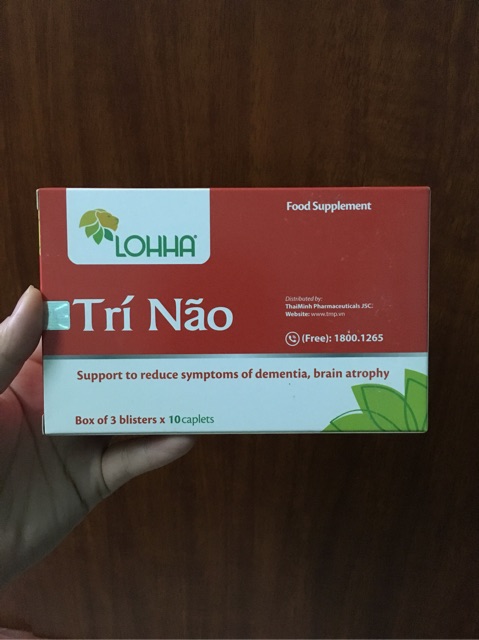 LOHHA®
Food Supplement
Trí Não
Distributed by:
ThaiMinh Pharmaceuticals JSC:
Website: www.tmp.vn
(Free): 1800.1265
Support to reduce symptoms of dementia, brain atrophy
Box of 3 blisters x 10 caplets